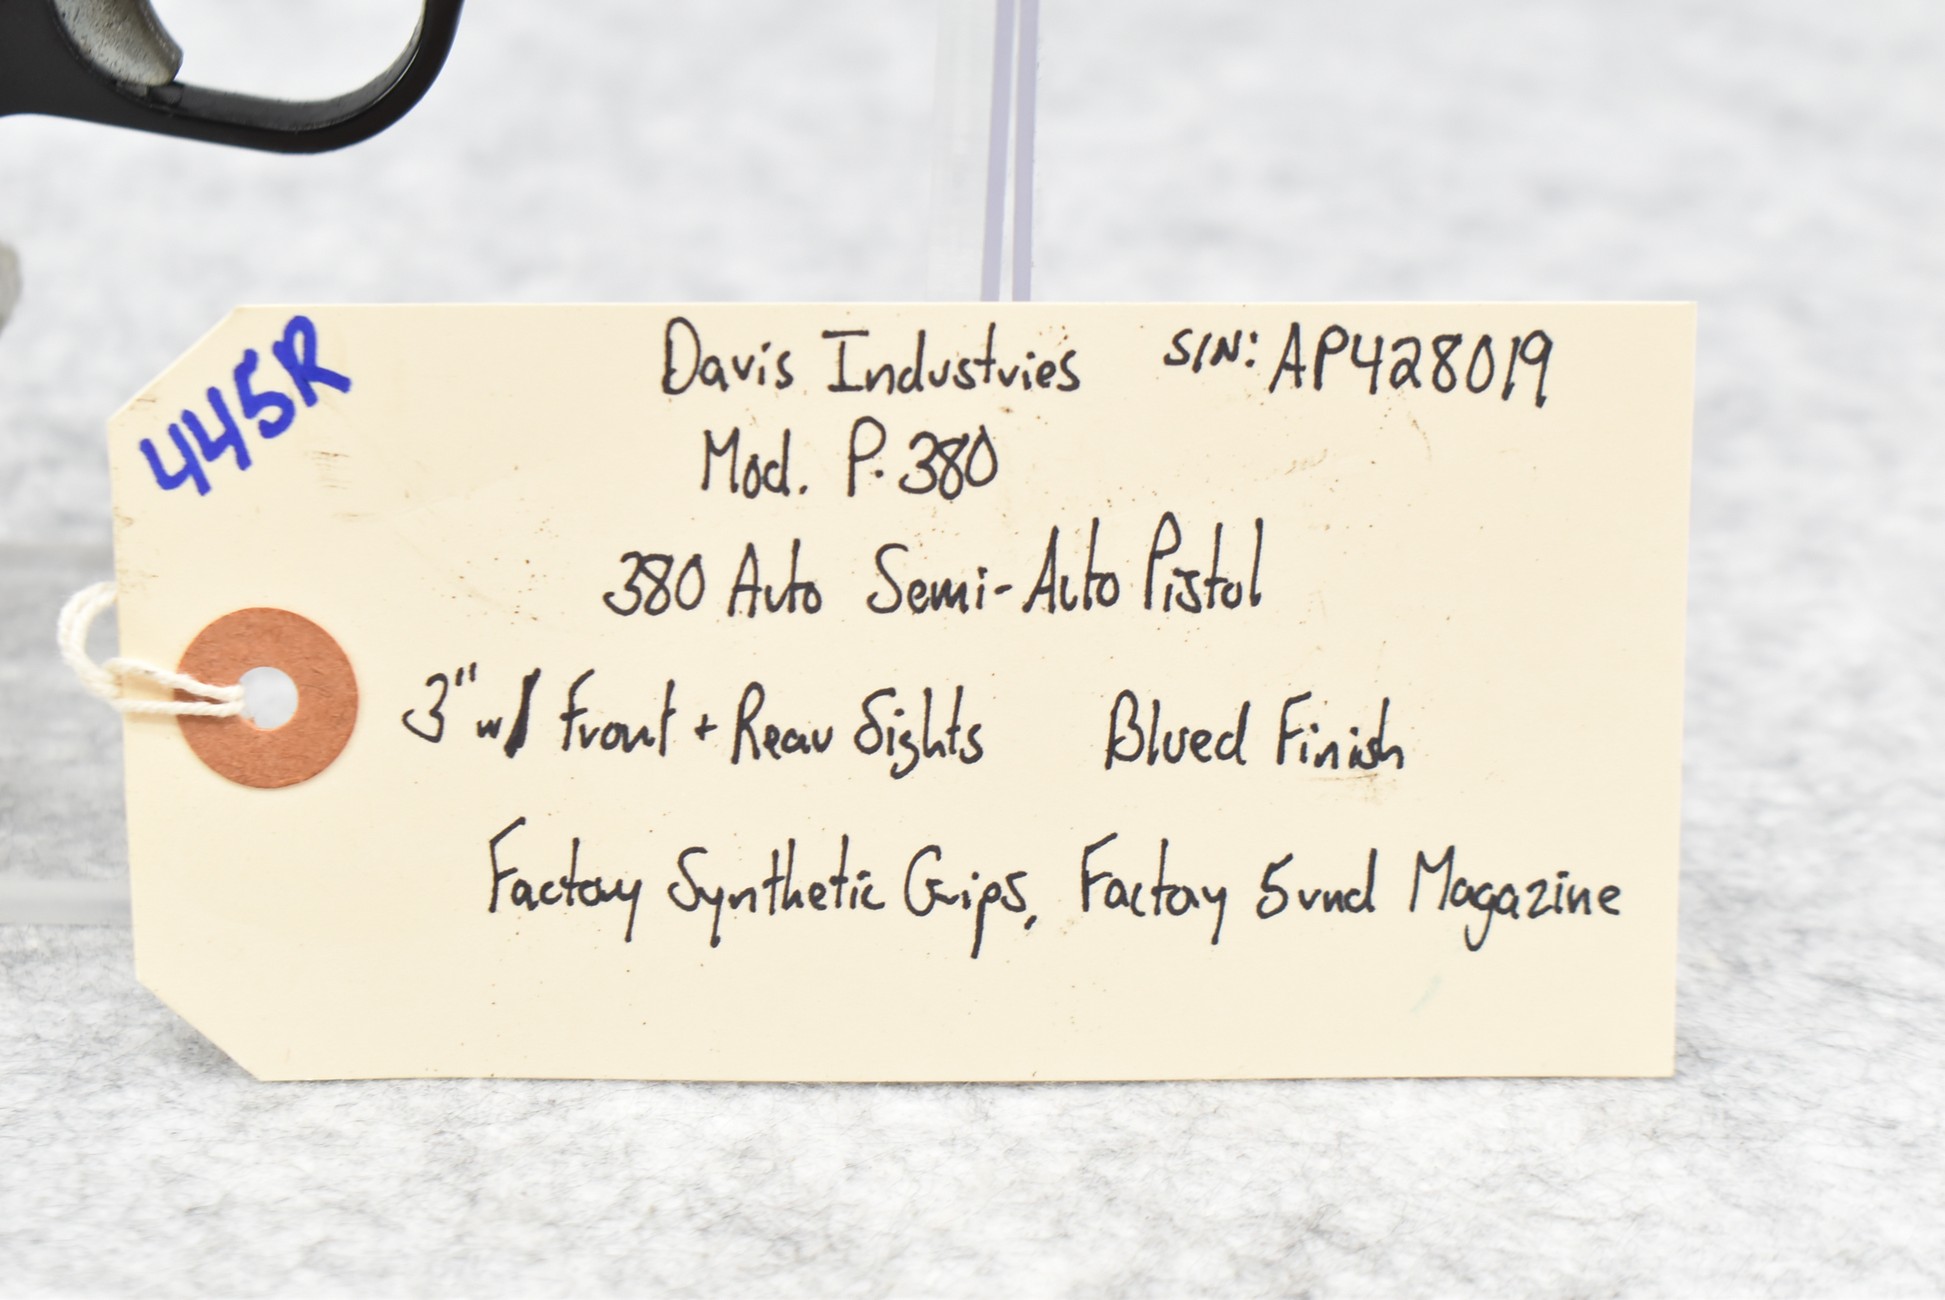 445R
Davis Industries S/N: AP428019
Mod. P.380
380 Auto Semi-Auto Pistol
3" w/ Front + Rear Sights Blued Finish
Factory Synthetic Grips, Factory 5rnd Magazine